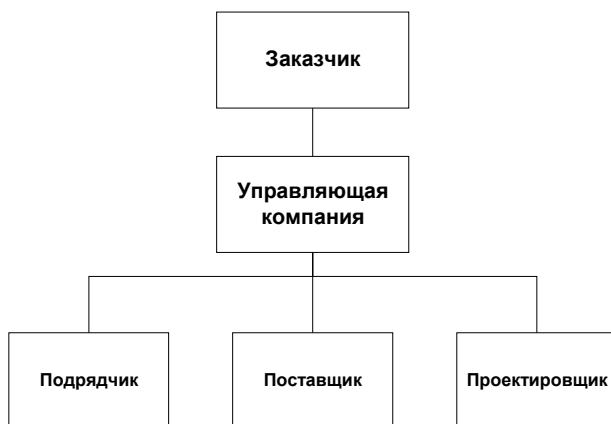 Заказчик
Управляющая
компания
Подрядчик
Поставщик
Проектировщик